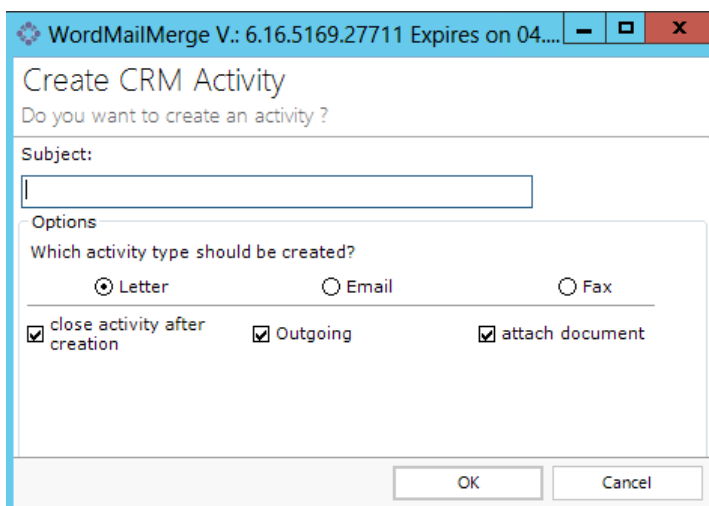 WordMailMerge V.: 6.16.5169.27711 Expires on 04....
Create CRM Activity
Do you want to create an activity ?
Subject:
Options
Which activity type should be created?
Letter Email Fax
close activity after creation Outgoing attach document
OK Cancel